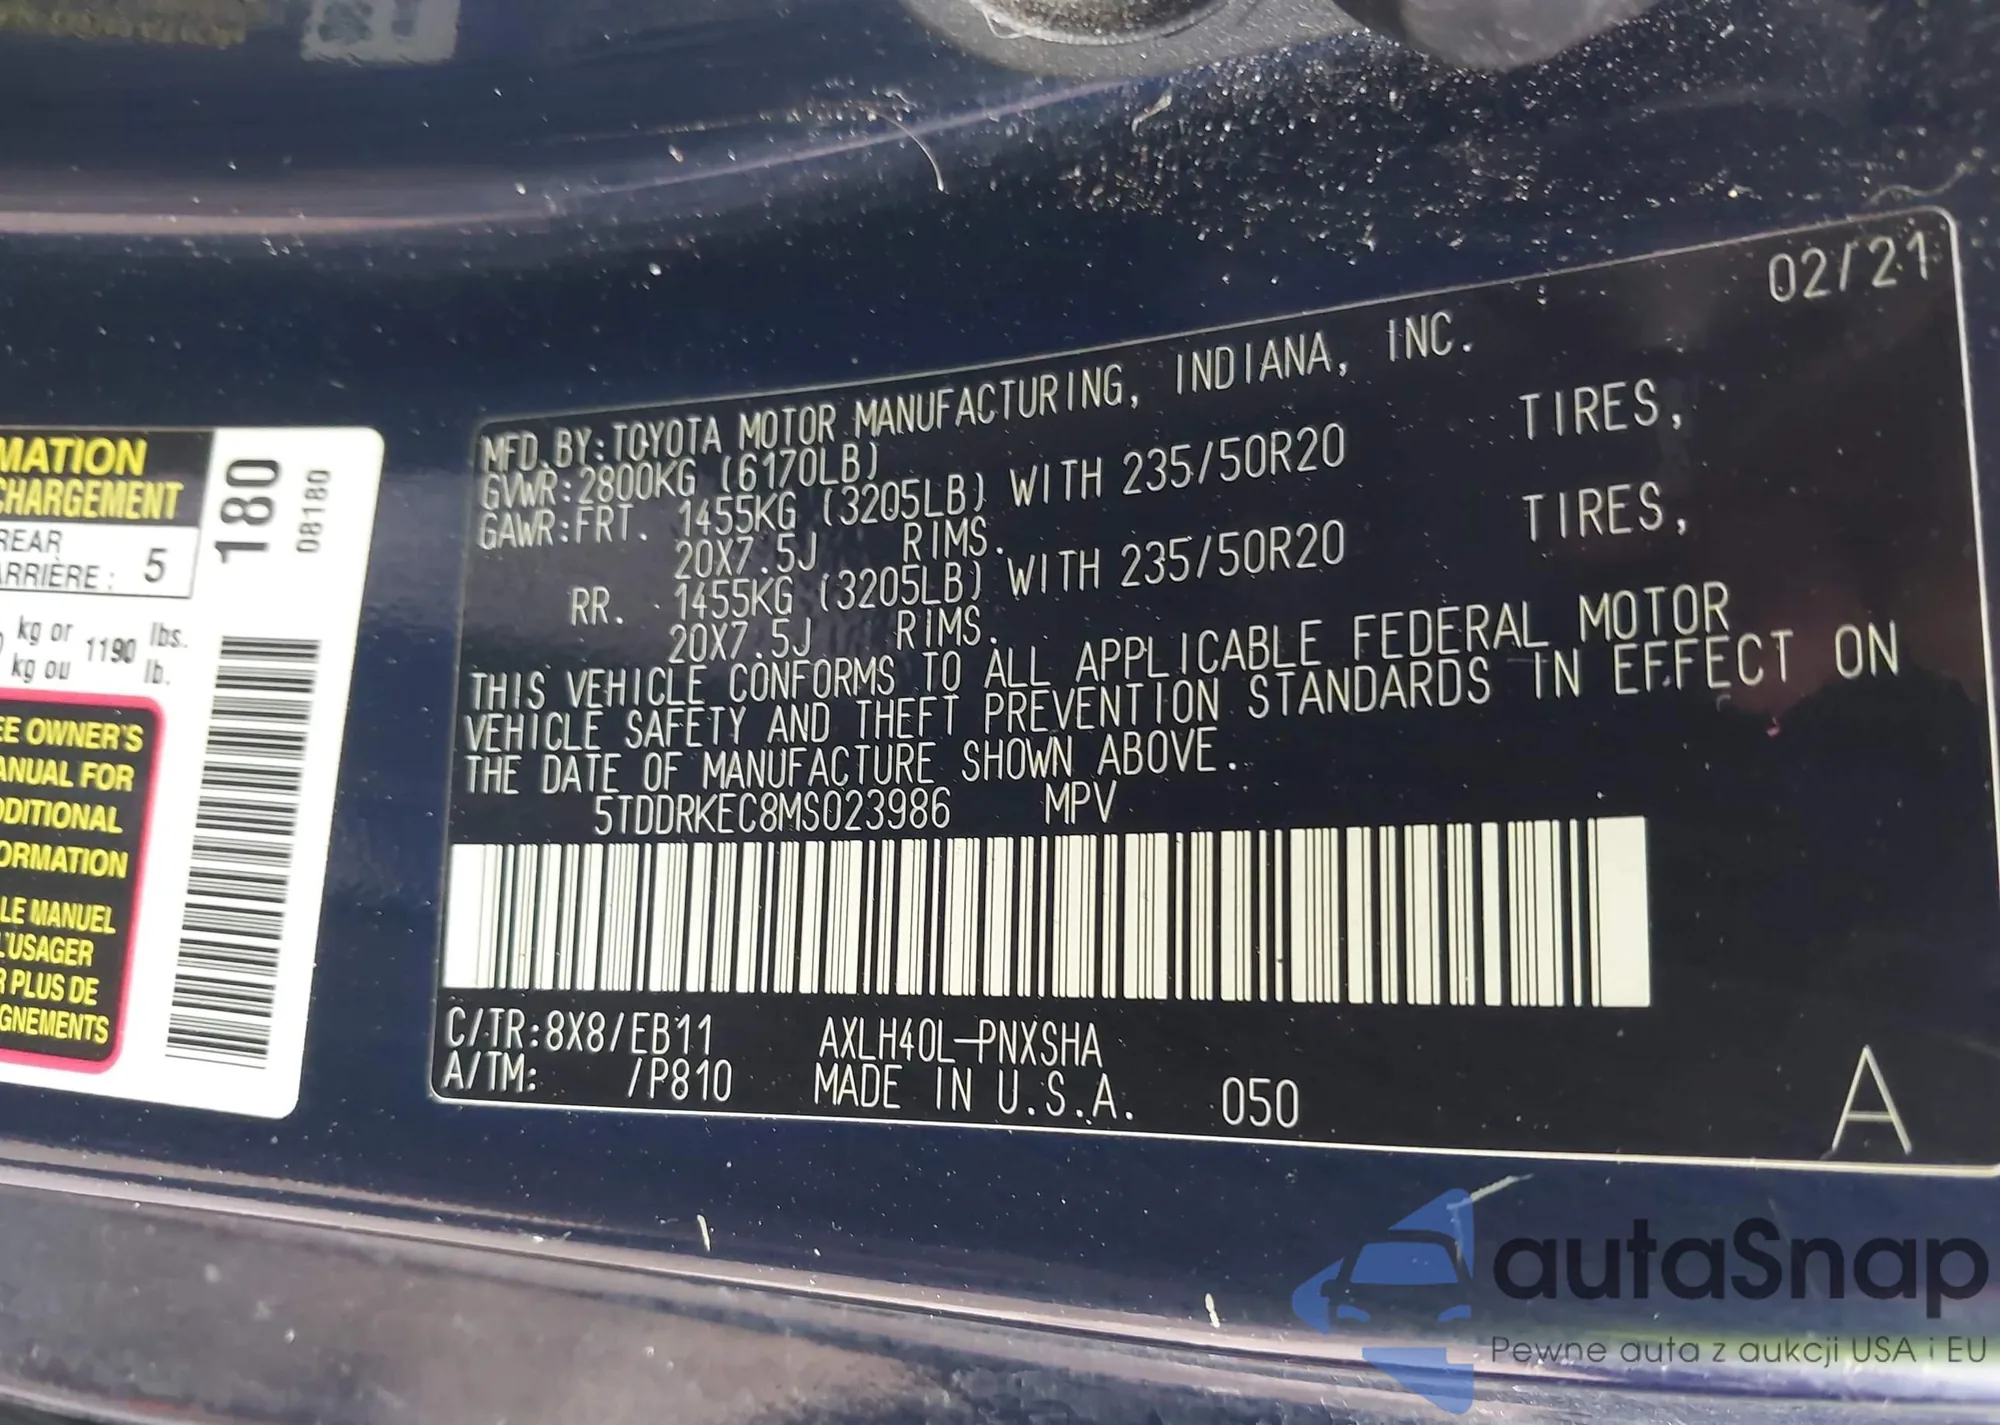 MATION
CHARGEMENT
REAR
ARRIÈRE : 5
kg or 1190 lbs.
kg ou lb.
EE OWNER'S
ANUAL FOR
DDITIONAL
ORMATION
LE MANUEL
L'USAGER
R PLUS DE
GNEMENTS
180
08180
02/21
MFD. BY: TOYOTA MOTOR MANUFACTURING, INDIANA, INC.
GVWR: 2800KG (6170LB)
GAWR: FRT. 1455KG (3205LB) WITH 235/50R20 TIRES,
20X7.5J RIMS.
RR. 1455KG (3205LB) WITH 235/50R20 TIRES,
20X7.5J RIMS.
THIS VEHICLE CONFORMS TO ALL APPLICABLE FEDERAL MOTOR
VEHICLE SAFETY AND THEFT PREVENTION STANDARDS IN EFFECT ON
THE DATE OF MANUFACTURE SHOWN ABOVE.
5TDDRKEC8MS023986 MPV
C/TR: 8X8/EB11 AXLH40L-PNXSHA
A/TM: /P810 MADE IN U.S.A. 050
A
autaSnap
Pewne auta z aukcji USA i EU